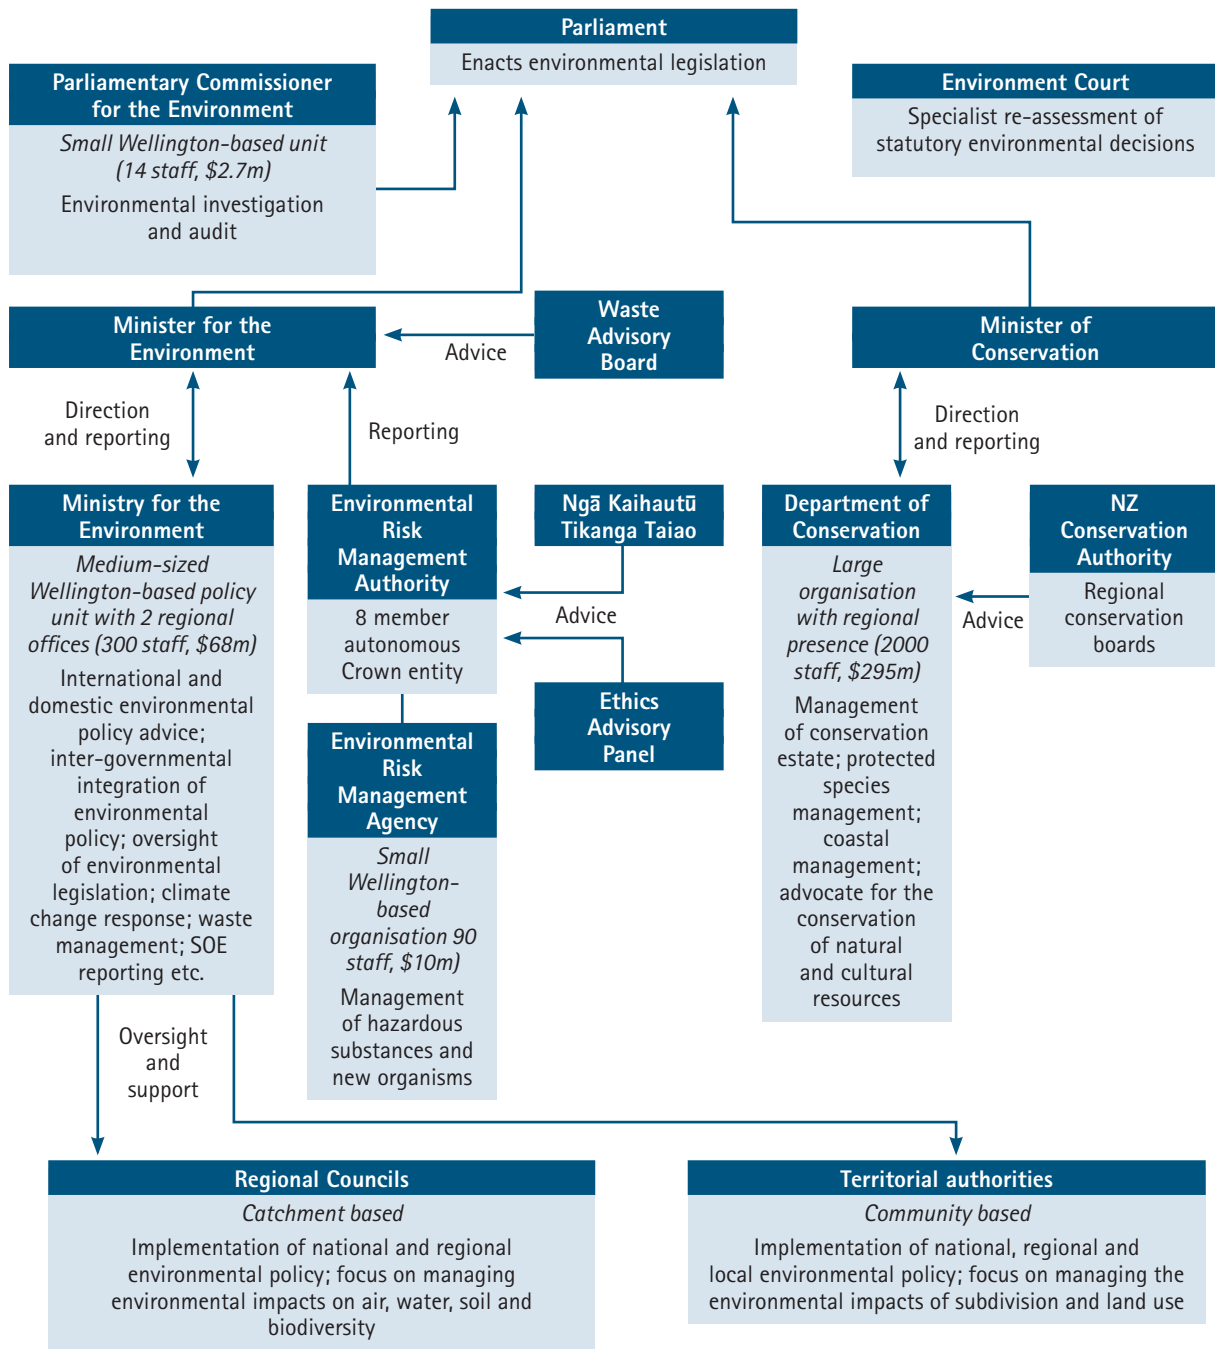 Parliament
Enacts environmental legislation
Parliamentary Commissioner
for the Environment
Small Wellington-based unit
(14 staff, $2.7m)
Environmental investigation
and audit
Environment Court
Specialist re-assessment of
statutory environmental decisions
Minister for the
Environment
Advice
Waste
Advisory
Board
Minister of
Conservation
Direction
and reporting
Reporting
Direction
and reporting
Ministry for the
Environment
Medium-sized
Wellington-based policy
unit with 2 regional
offices (300 staff, $68m)
International and
domestic environmental
policy advice;
inter-governmental
integration of
environmental
policy; oversight
of environmental
legislation; climate
change response; waste
management; SOE
reporting etc.
Environmental
Risk
Management
Authority
8 member
autonomous
Crown entity
Environmental
Risk
Management
Agency
Small
Wellington-
based
organisation 90
staff, $10m)
Management
of hazardous
substances and
new organisms
Ngā Kaihautū
Tikanga Taiao
Advice
Ethics
Advisory
Panel
Department of
Conservation
Large
organisation
with regional
presence (2000
staff, $295m)
Management
of conservation
estate; protected
species
management;
coastal
management;
advocate for the
conservation
of natural
and cultural
resources
Advice
NZ
Conservation
Authority
Regional
conservation
boards
Oversight
and
support
Regional Councils
Catchment based
Implementation of national and regional
environmental policy; focus on managing
environmental impacts on air, water, soil and
biodiversity
Territorial authorities
Community based
Implementation of national, regional and
local environmental policy; focus on managing the
environmental impacts of subdivision and land use